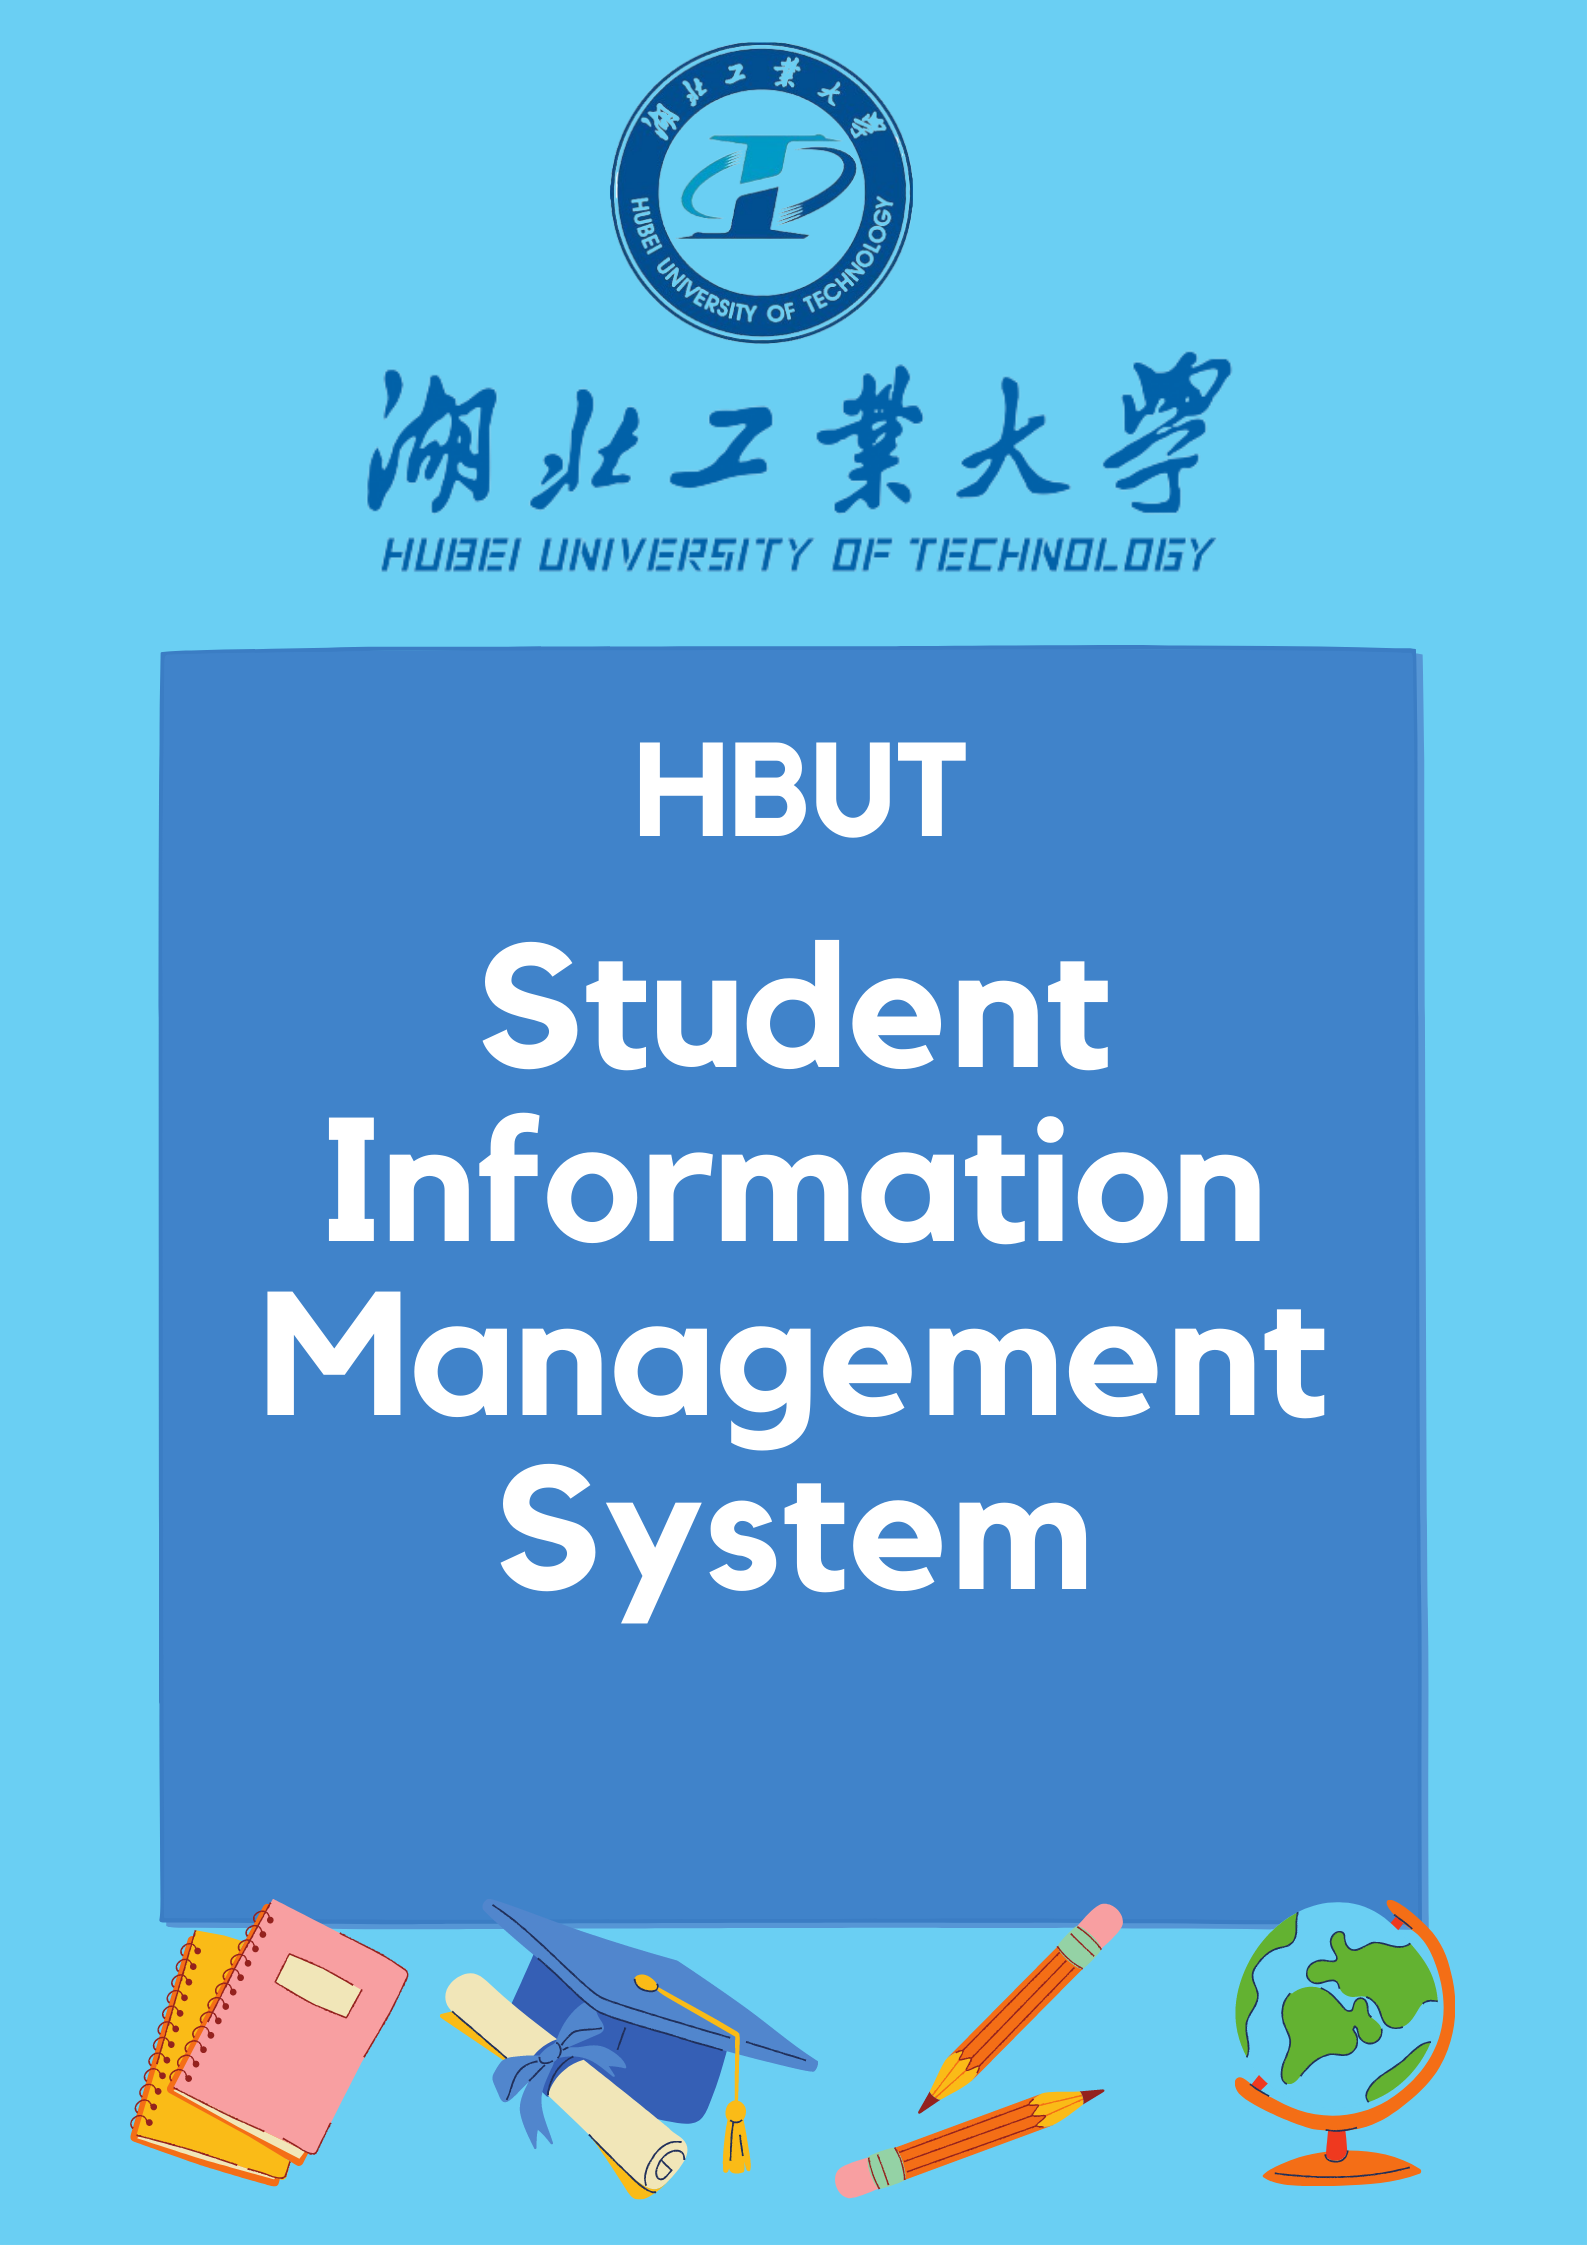 湖北工業大學
HUBEI UNIVERSITY OF TECHNOLOGY
湖北工業大學
HUBEI UNIVERSITY OF TECHNOLOGY
HBUT
Student
Information
Management
System